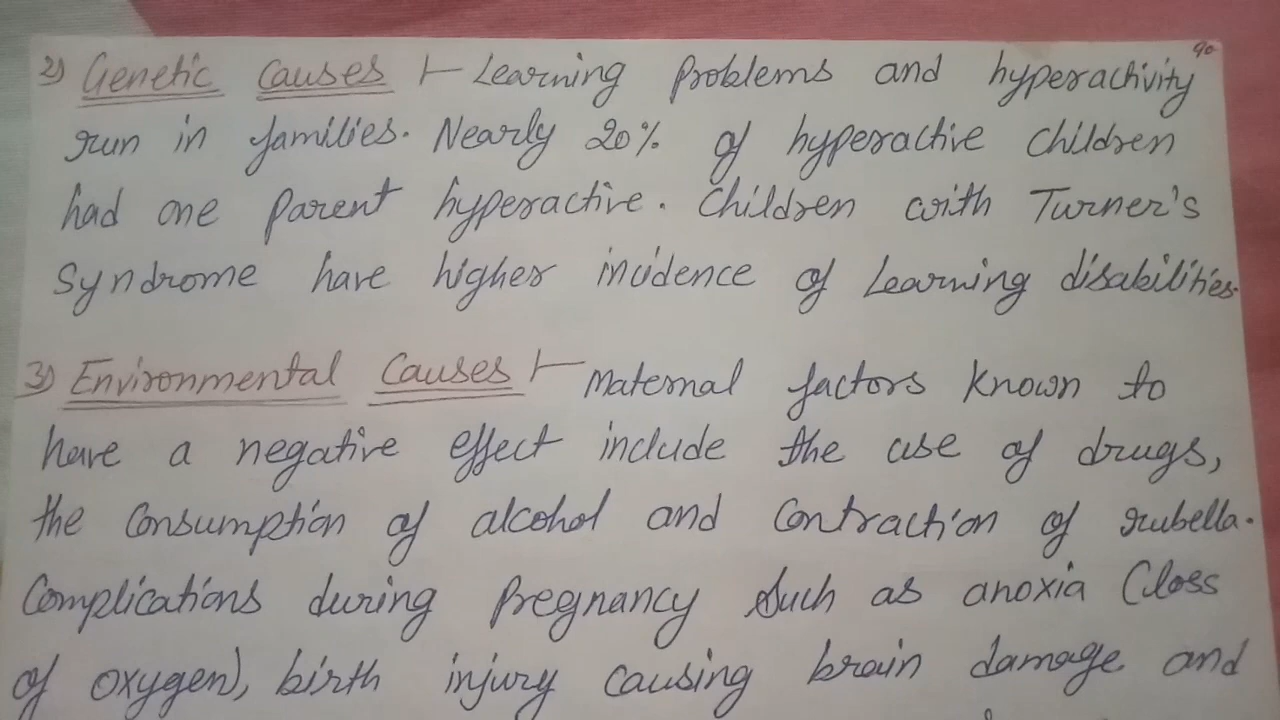 90
2) Genetic Causes :- Learning Problems and hyperactivity
run in families. Nearly 20% of hyperactive children
had one Parent hyperactive. Children with Turner's
Syndrome have higher incidence of Learning disabilities.
3) Environmental Causes :- Maternal factors known to
have a negative effect include the use of drugs,
the Consumption of alcohol and Contraction of rubella.
Complications during Pregnancy Such as anoxia (loss
of oxygen), birth injury causing brain damage and